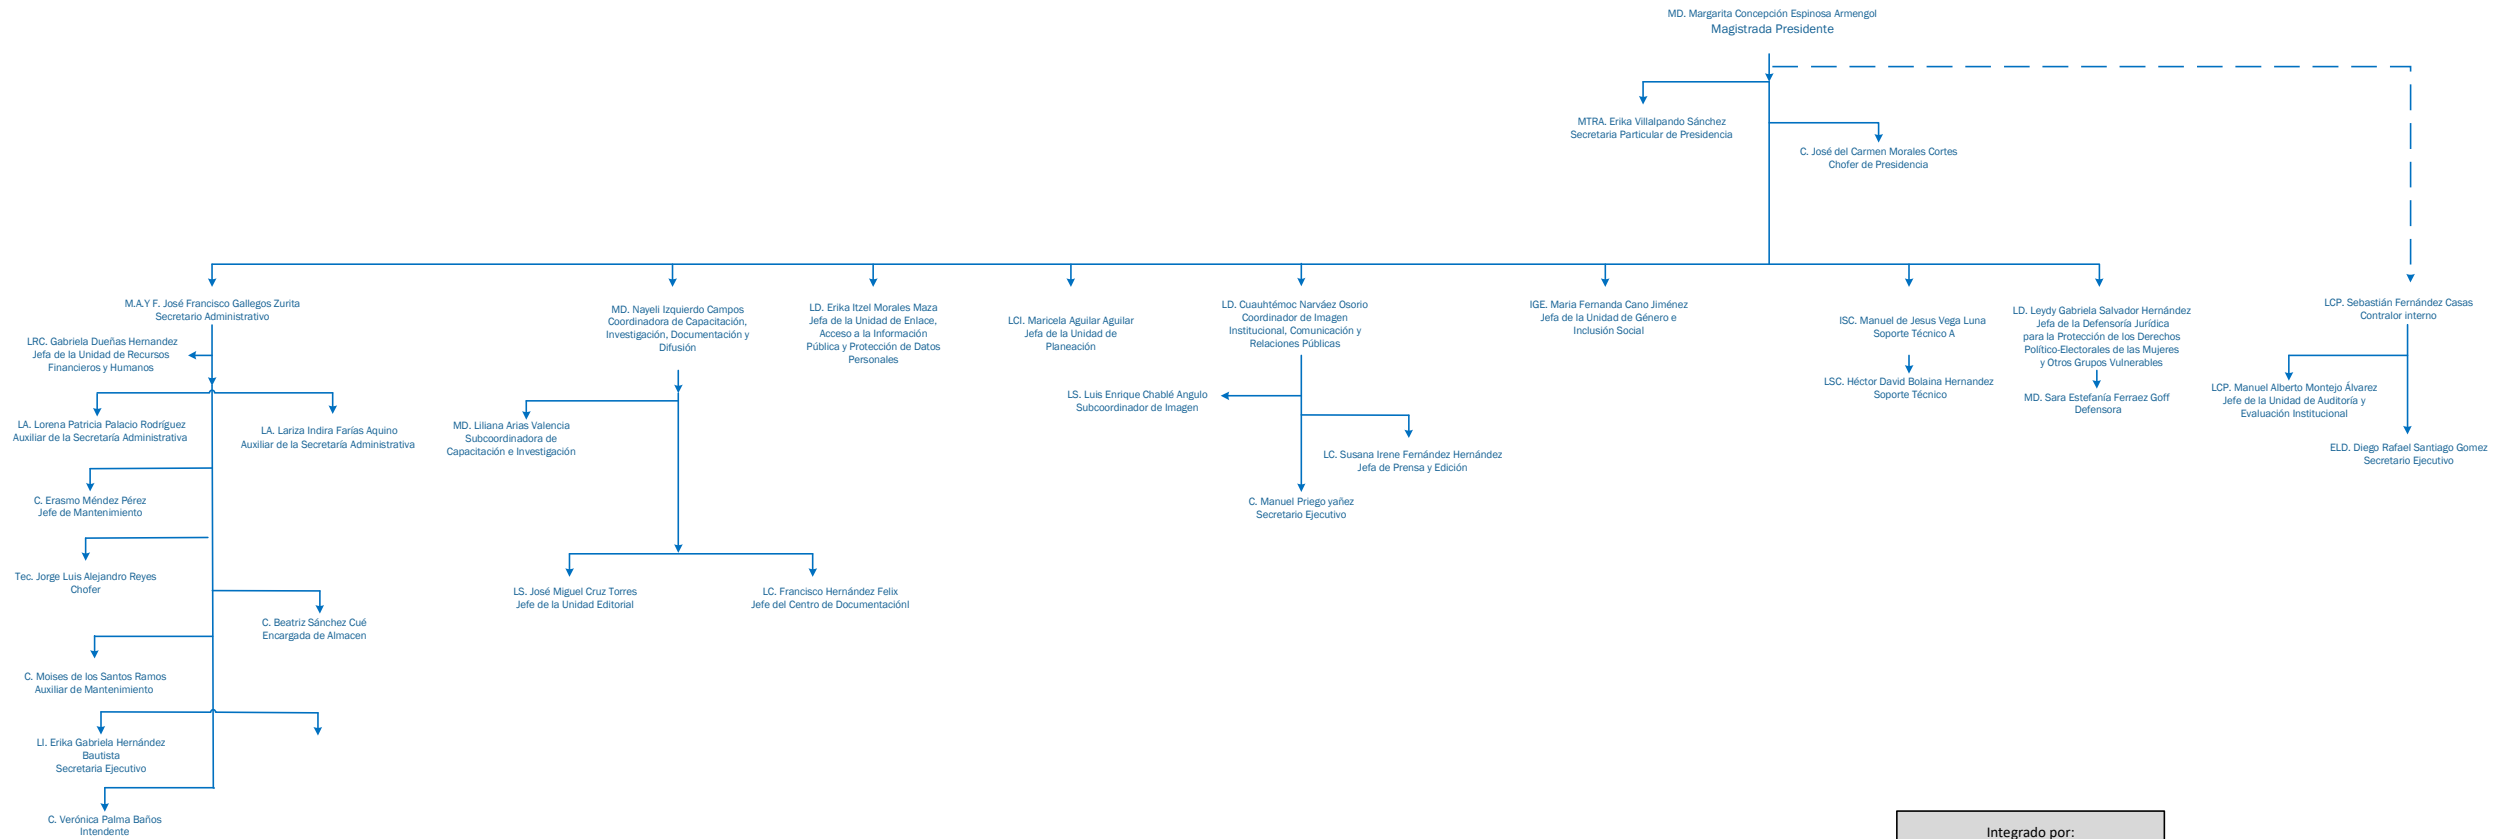 MD. Margarita Concepción Espinosa Armengol
Magistrada Presidente
MTRA. Erika Villalpando Sánchez
Secretaria Particular de Presidencia
C. José del Carmen Morales Cortes
Chofer de Presidencia
M.A.Y F. José Francisco Gallegos Zurita
Secretario Administrativo
LRC. Gabriela Dueñas Hernandez
Jefa de la Unidad de Recursos
Financieros y Humanos
LA. Lorena Patricia Palacio Rodríguez
Auxiliar de la Secretaría Administrativa
LA. Lariza Indira Farías Aquino
Auxiliar de la Secretaría Administrativa
C. Erasmo Méndez Pérez
Jefe de Mantenimiento
Tec. Jorge Luis Alejandro Reyes
Chofer
C. Beatriz Sánchez Cué
Encargada de Almacen
C. Moises de los Santos Ramos
Auxiliar de Mantenimiento
LI. Erika Gabriela Hernández
Bautista
Secretaria Ejecutivo
C. Verónica Palma Baños
Intendente
MD. Nayeli Izquierdo Campos
Coordinadora de Capacitación,
Investigación, Documentación y
Difusión
MD. Liliana Arias Valencia
Subcoordinadora de
Capacitación e Investigación
LS. José Miguel Cruz Torres
Jefe de la Unidad Editorial
LC. Francisco Hernández Felix
Jefe del Centro de DocumentaciónI
LD. Erika Itzel Morales Maza
Jefa de la Unidad de Enlace,
Acceso a la Información
Pública y Protección de Datos
Personales
LCI. Maricela Aguilar Aguilar
Jefa de la Unidad de
Planeación
LD. Cuauhtémoc Narváez Osorio
Coordinador de Imagen
Institucional, Comunicación y
Relaciones Públicas
LS. Luis Enrique Chablé Angulo
Subcoordinador de Imagen
LC. Susana Irene Fernández Hernández
Jefa de Prensa y Edición
C. Manuel Priego yañez
Secretario Ejecutivo
IGE. Maria Fernanda Cano Jiménez
Jefa de la Unidad de Género e
Inclusión Social
ISC. Manuel de Jesus Vega Luna
Soporte Técnico A
LSC. Héctor David Bolaina Hernandez
Soporte Técnico
LD. Leydy Gabriela Salvador Hernández
Jefa de la Defensoría Jurídica
para la Protección de los Derechos
Político-Electorales de las Mujeres
y Otros Grupos Vulnerables
MD. Sara Estefanía Ferraez Goff
Defensora
LCP. Sebastián Fernández Casas
Contralor interno
LCP. Manuel Alberto Montejo Álvarez
Jefe de la Unidad de Auditoría y
Evaluación Institucional
ELD. Diego Rafael Santiago Gomez
Secretario Ejecutivo
Integrado por: